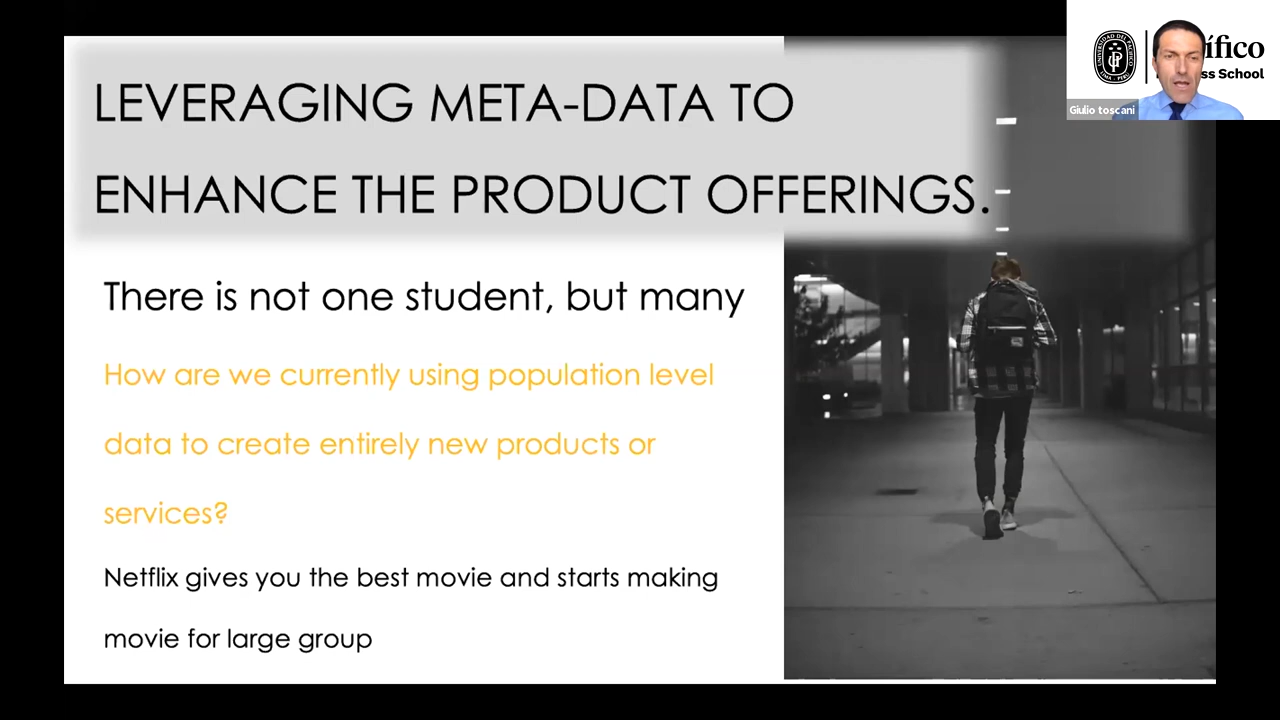 LEVERAGING META-DATA TO
ENHANCE THE PRODUCT OFFERINGS.
There is not one student, but many
How are we currently using population level
data to create entirely new products or
services?
Netflix gives you the best movie and starts making
movie for large group
ífico
ss School
Giulio toscani